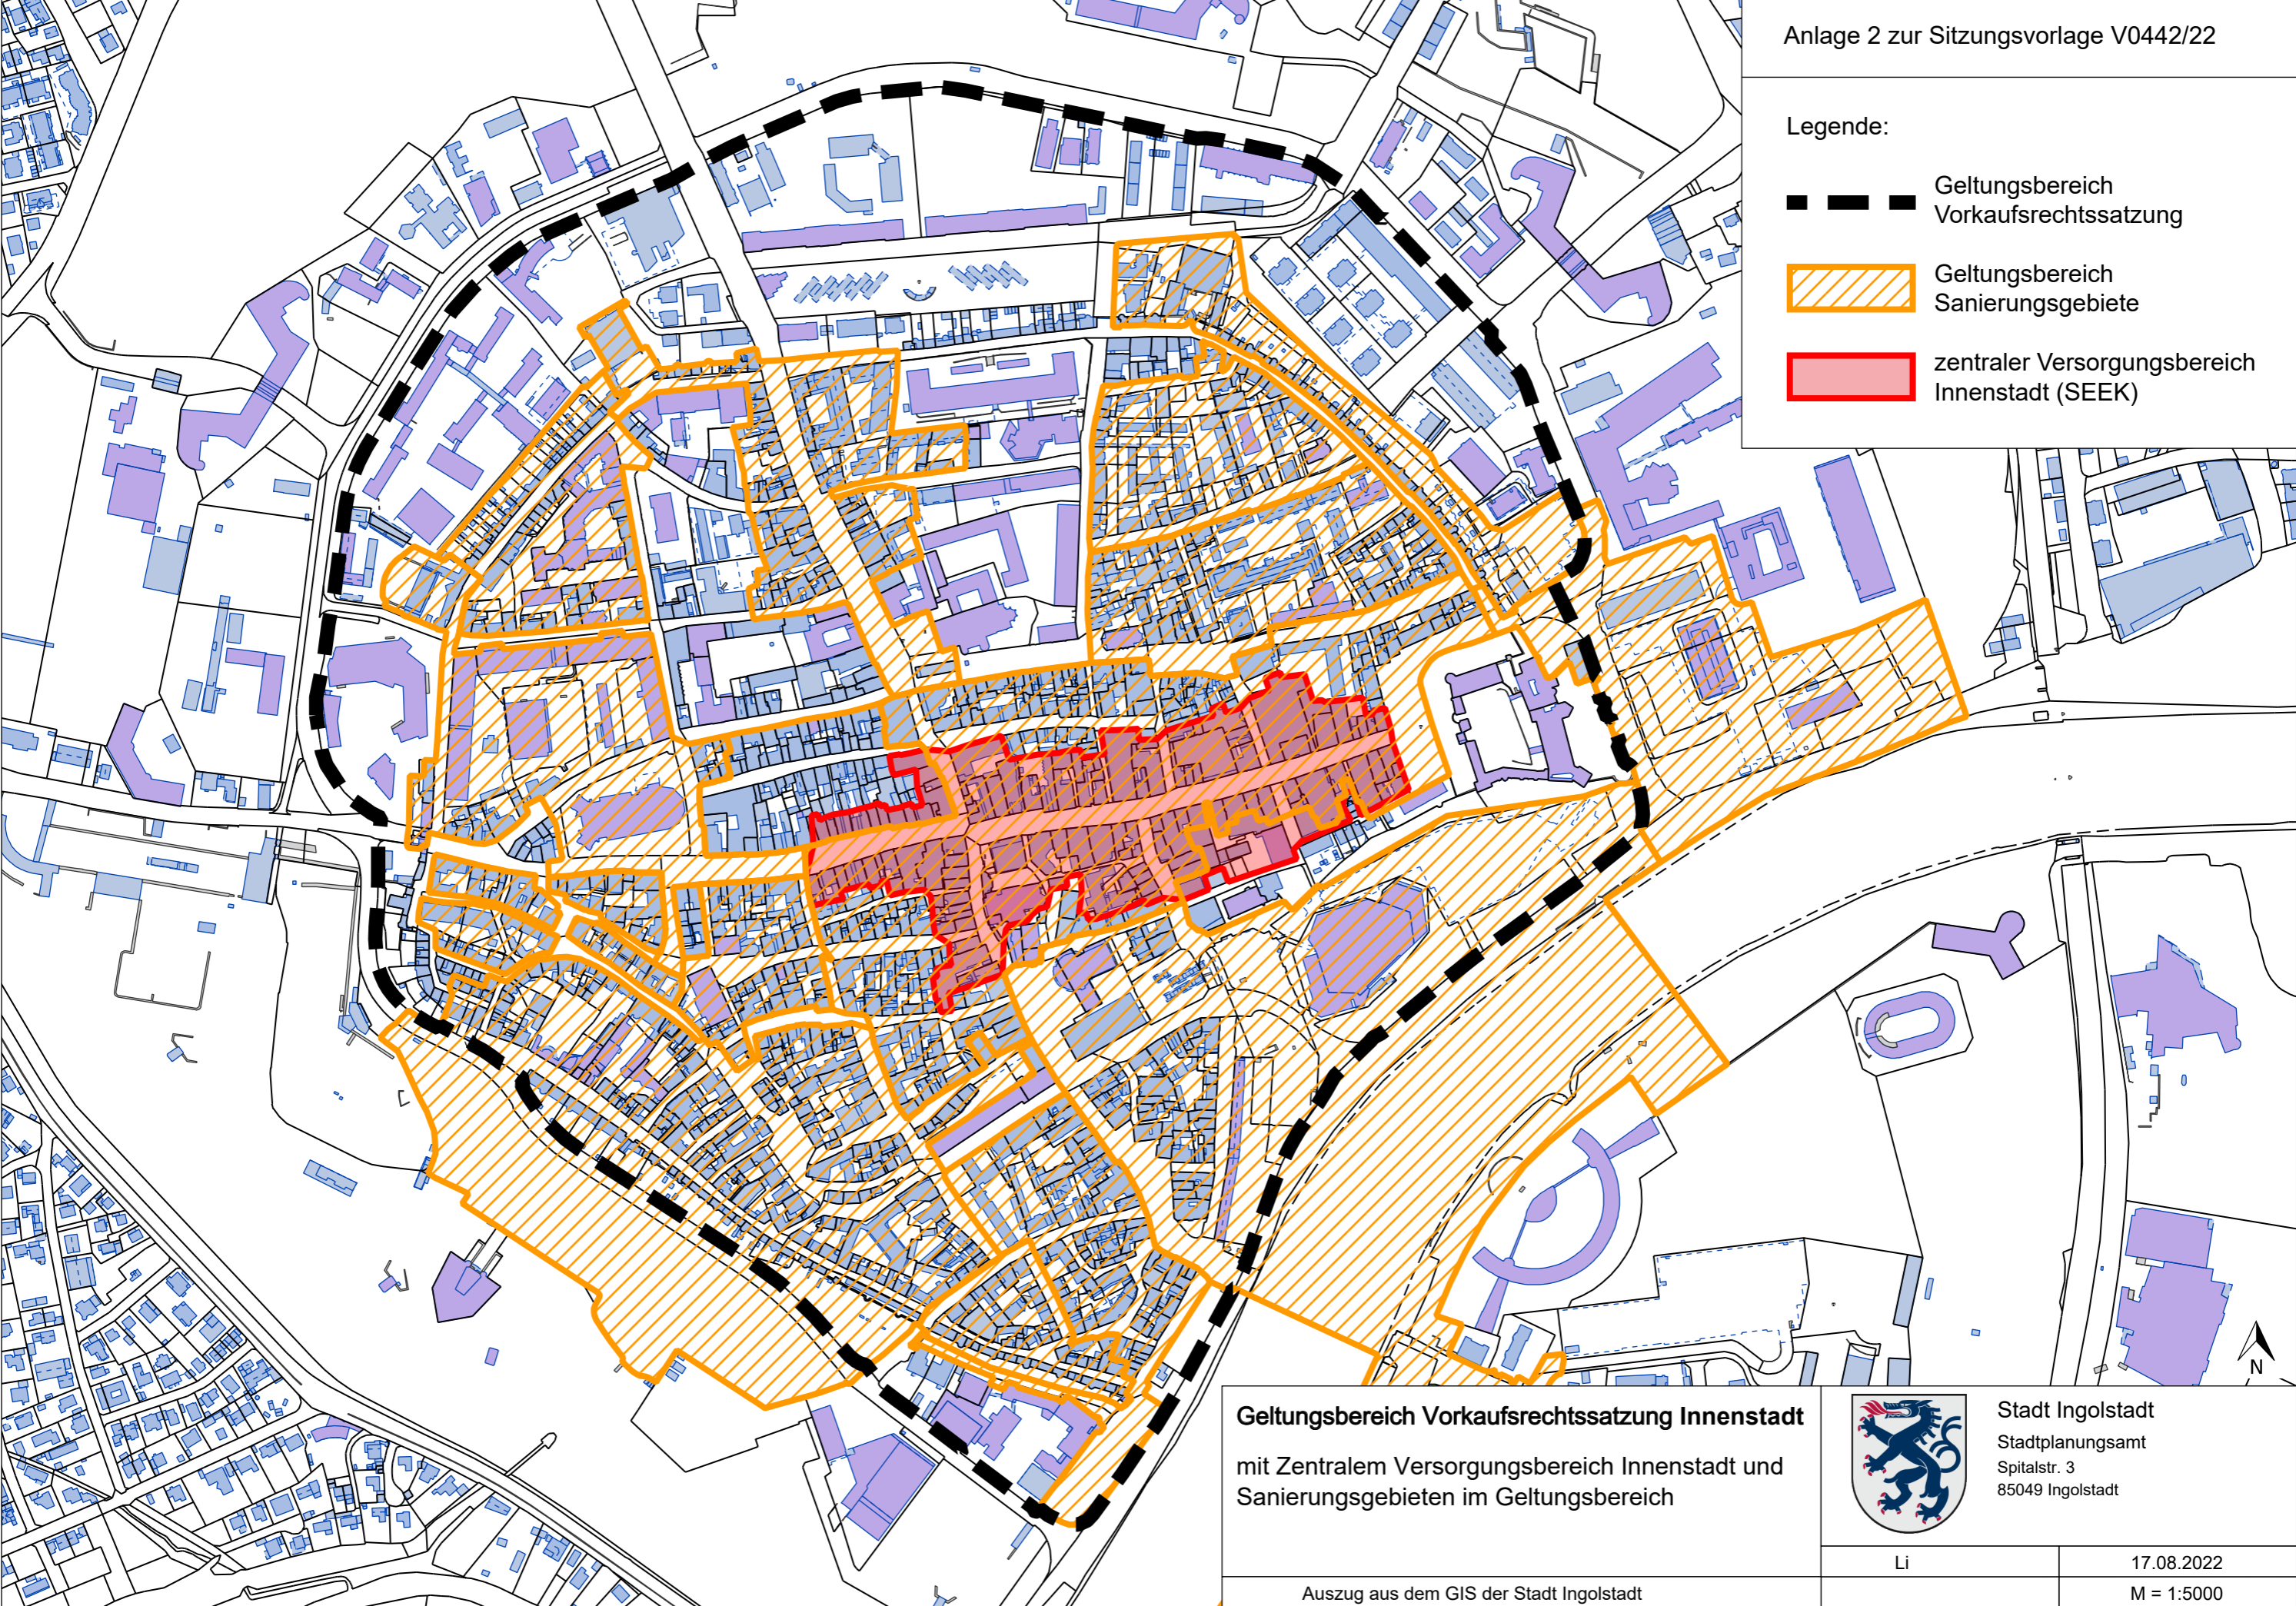 Anlage 2 zur Sitzungsvorlage V0442/22
Legende:
Geltungsbereich
Vorkaufsrechtssatzung
Geltungsbereich
Sanierungsgebiete
zentraler Versorgungsbereich
Innenstadt (SEEK)
N
Geltungsbereich Vorkaufsrechtssatzung Innenstadt
mit Zentralem Versorgungsbereich Innenstadt und
Sanierungsgebieten im Geltungsbereich
Auszug aus dem GIS der Stadt Ingolstadt
Stadt Ingolstadt
Stadtplanungsamt
Spitalstr. 3
85049 Ingolstadt
Li
17.08.2022
M = 1:5000